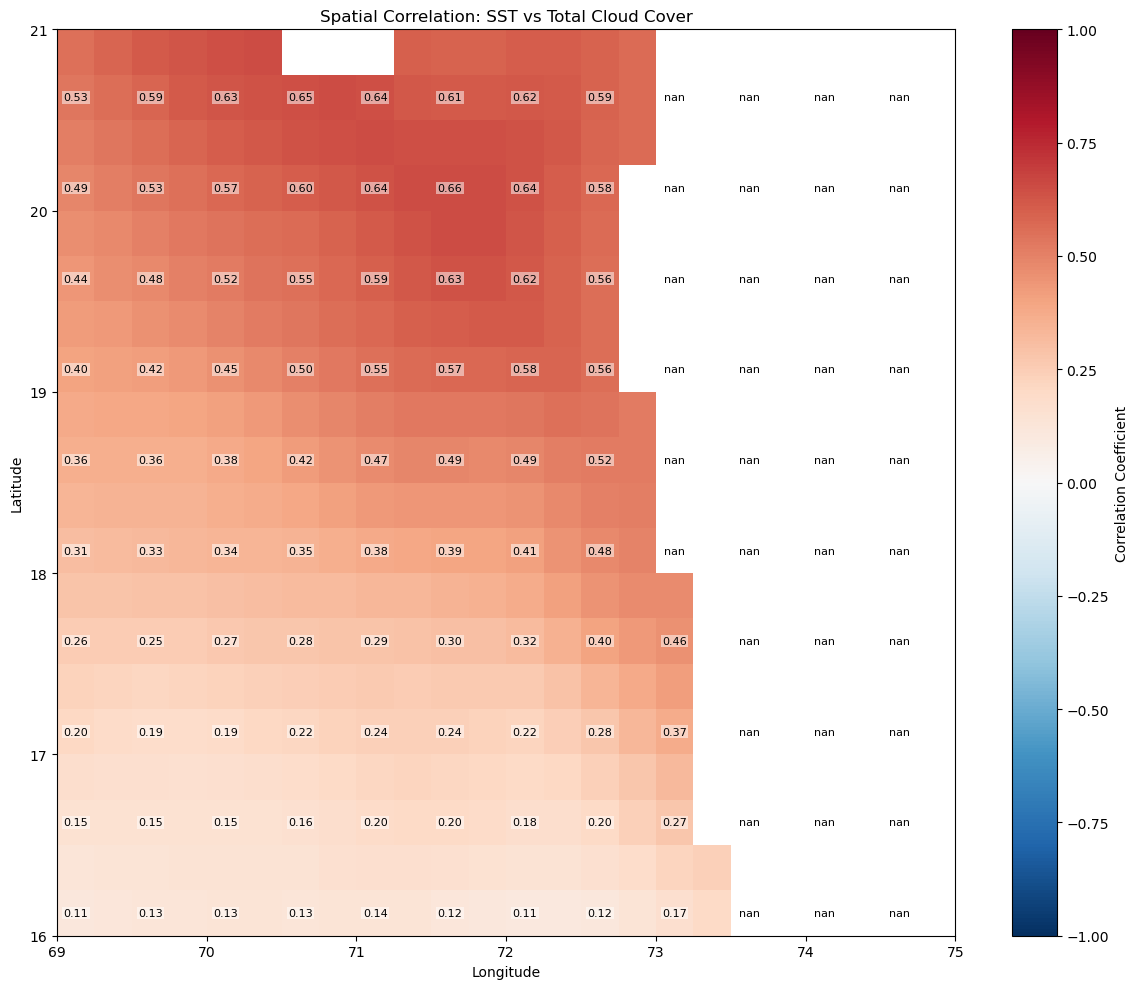 Spatial Correlation: SST vs Total Cloud Cover
21
1.00
0.53 0.59 0.63 0.65 0.64 0.61 0.62 0.59 nan nan nan nan
0.75
0.49 0.53 0.57 0.60 0.64 0.66 0.64 0.58 nan nan nan nan
20
0.44 0.48 0.52 0.55 0.59 0.63 0.62 0.56 nan nan nan nan
0.50
0.40 0.42 0.45 0.50 0.55 0.57 0.58 0.56 nan nan nan nan
19
0.25
0.36 0.36 0.38 0.42 0.47 0.49 0.49 0.52 nan nan nan nan
Latitude
0.00
Correlation Coefficient
0.31 0.33 0.34 0.35 0.38 0.39 0.41 0.48 nan nan nan nan
18
−0.25
0.26 0.25 0.27 0.28 0.29 0.30 0.32 0.40 0.46 nan nan nan
−0.50
0.20 0.19 0.19 0.22 0.24 0.24 0.22 0.28 0.37 nan nan nan
17
0.15 0.15 0.15 0.16 0.20 0.20 0.18 0.20 0.27 nan nan nan
−0.75
0.11 0.13 0.13 0.13 0.14 0.12 0.11 0.12 0.17 nan nan nan
16
−1.00
69 70 71 72 73 74 75
Longitude